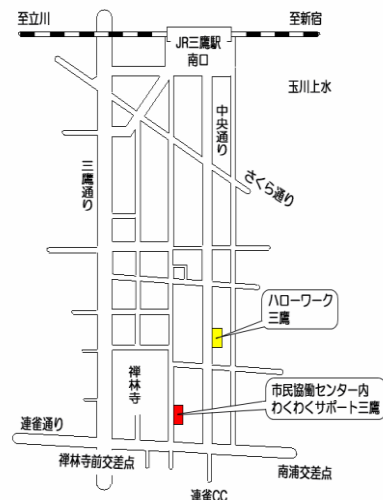 至立川
至新宿
JR三鷹駅
南口
玉川上水
中央通り
三鷹通り
さくら通り
ハローワーク
三鷹
禅林寺
市民協働センター内
わくわくサポート三鷹
連雀通り
禅林寺前交差点
南浦交差点
連雀CC